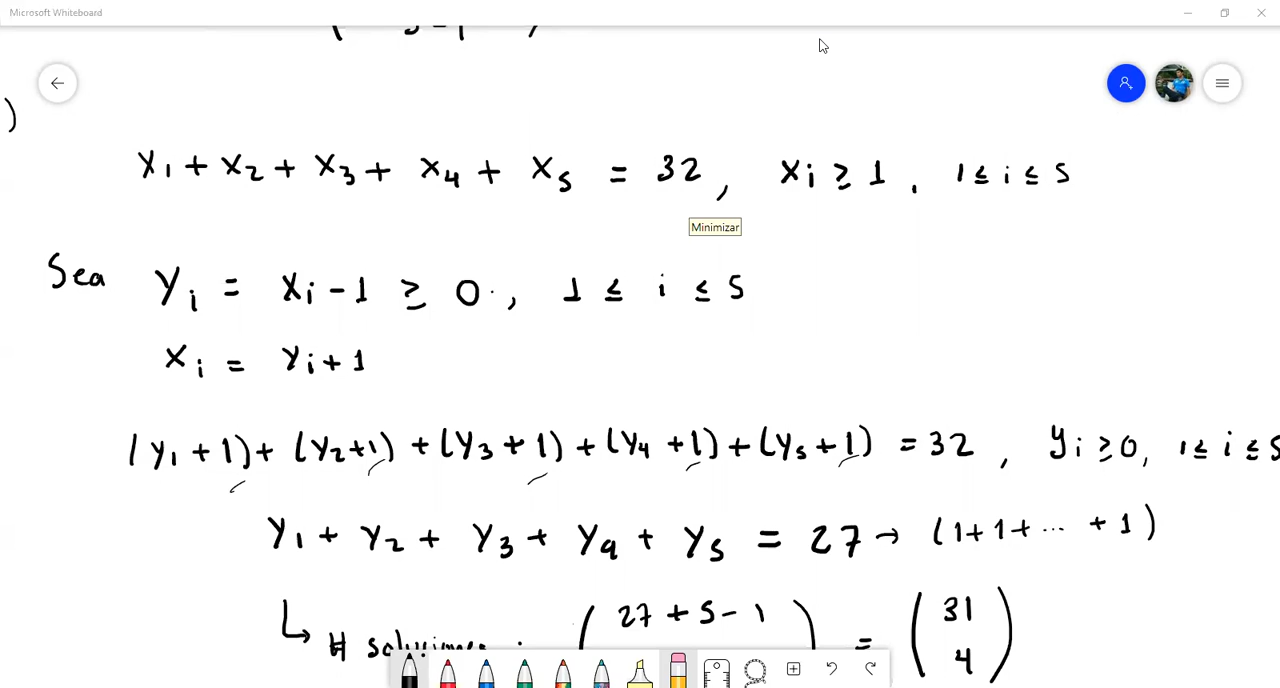 Microsoft Whiteboard
)
x₁ + x₂ + x₃ + x₄ + x₅ = 32, xᵢ ≥ 1, 1 ≤ i ≤ 5
Minimizar
Sea yᵢ = xᵢ - 1 ≥ 0, 1 ≤ i ≤ 5
xᵢ = yᵢ + 1
(y₁ + 1) + (y₂ + 1) + (y₃ + 1) + (y₄ + 1) + (y₅ + 1) = 32, yᵢ ≥ 0, 1 ≤ i ≤ 5
y₁ + y₂ + y₃ + y₄ + y₅ = 27 → (1 + 1 + ... + 1)
27 + 5 - 1
↳ # soluciones : ( ) = (31
4)